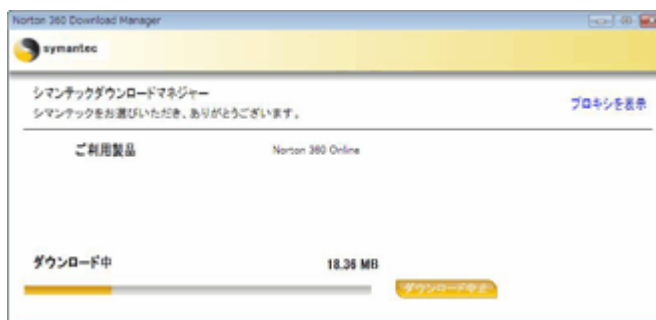 Norton 360 Download Manager
symantec
シマンテックダウンロードマネジャー
シマンテックをお選びいただき、ありがとうございます。
プロキシを表示
ご利用製品
Norton 360 Online
ダウンロード中
18.36 MB
ダウンロード中止